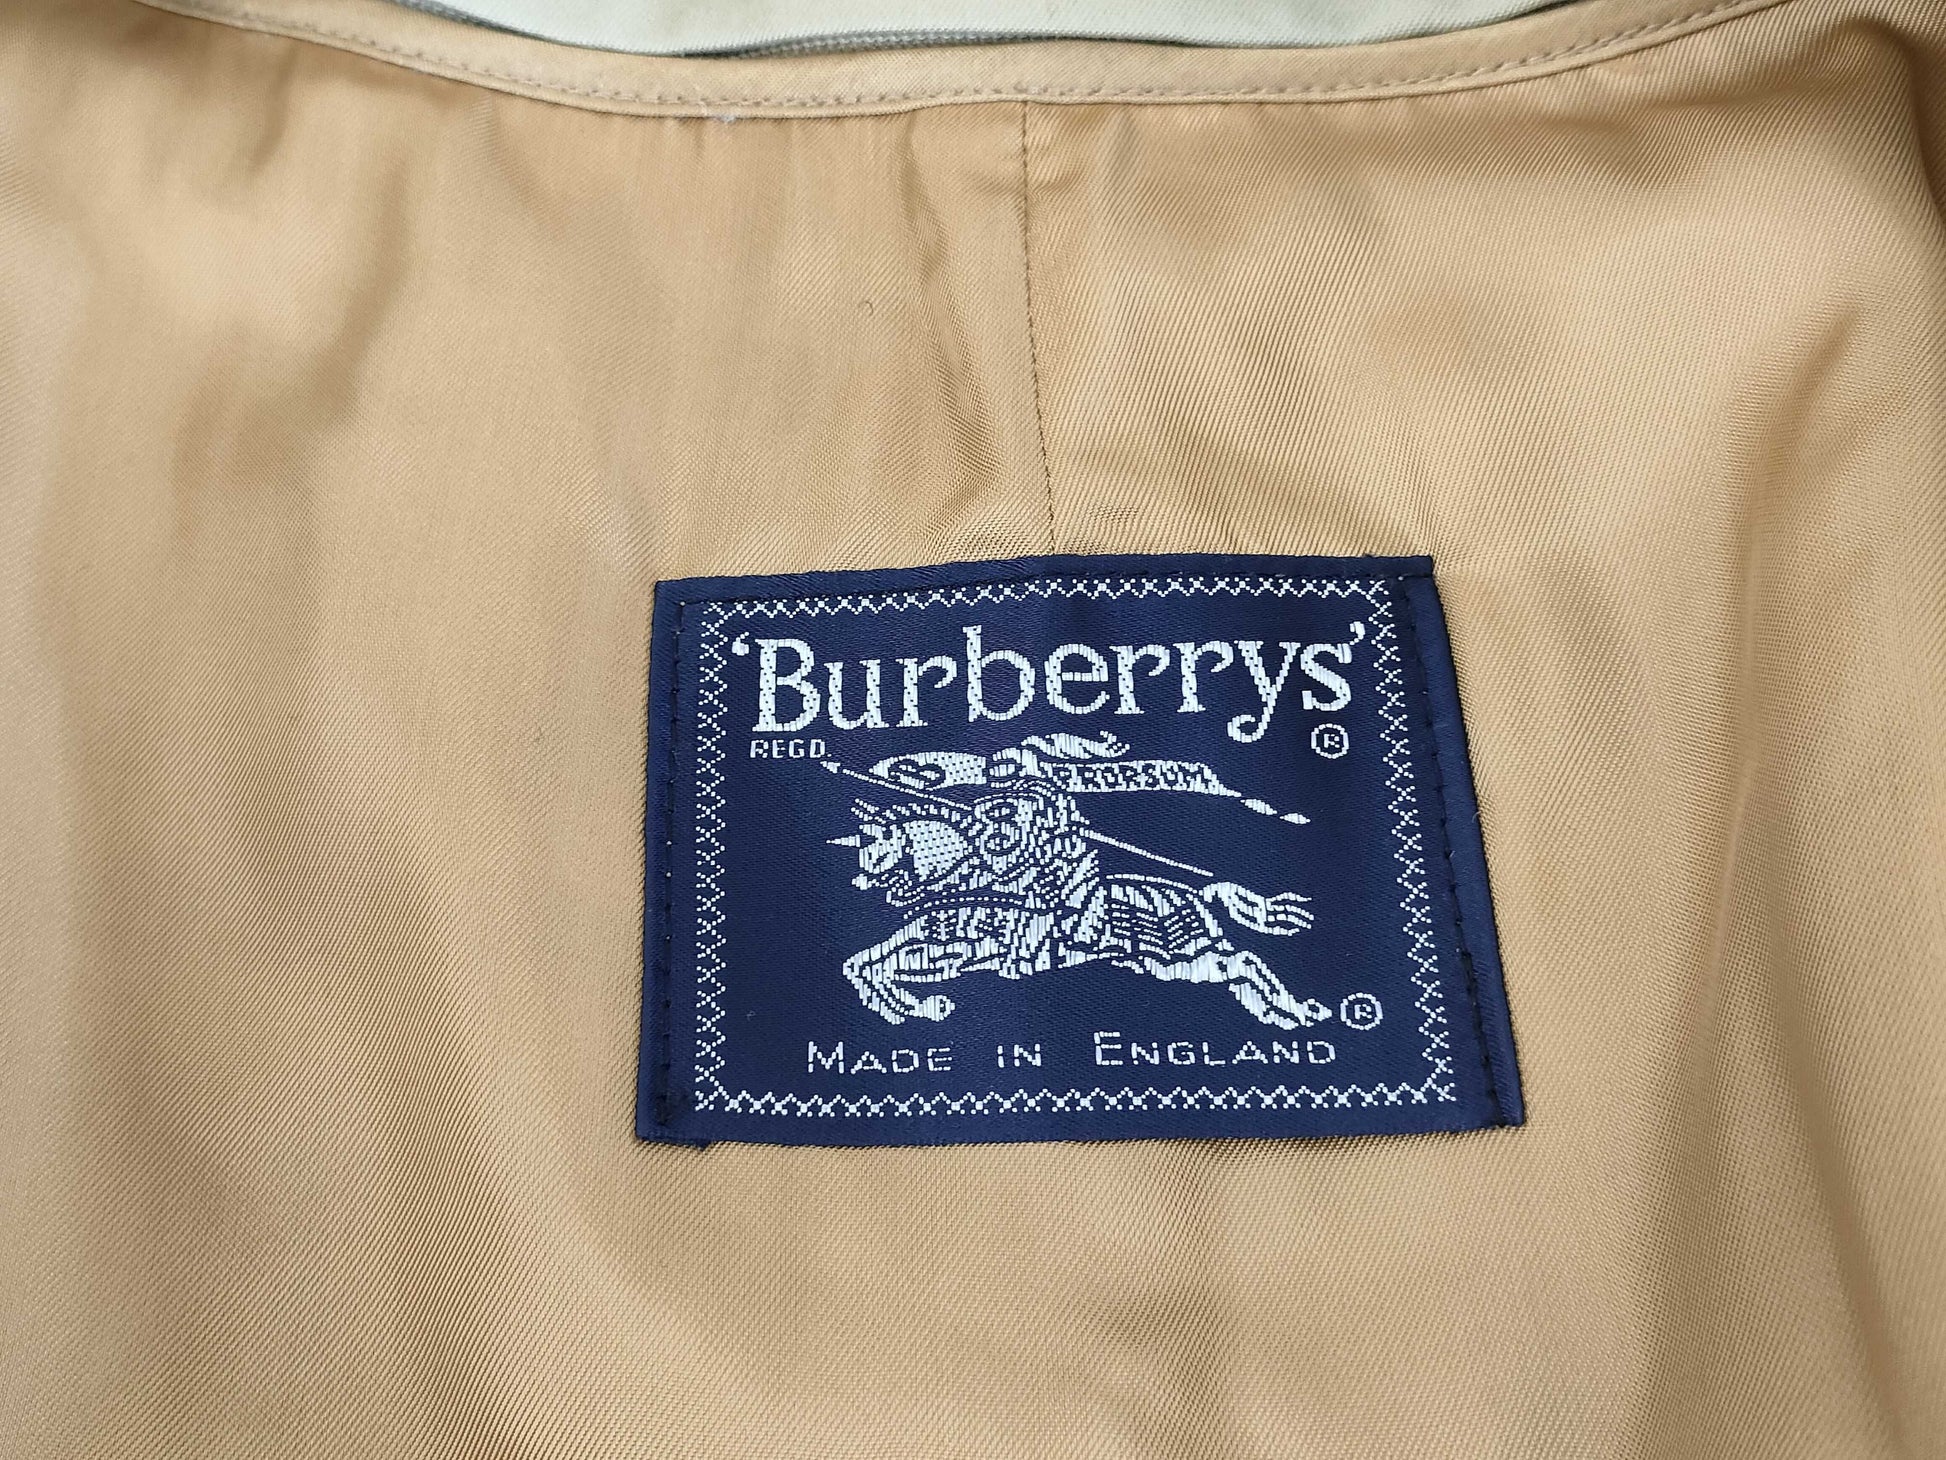 ‘Burberrys’
REGD. ®
PRORSUM
®
MADE IN ENGLAND